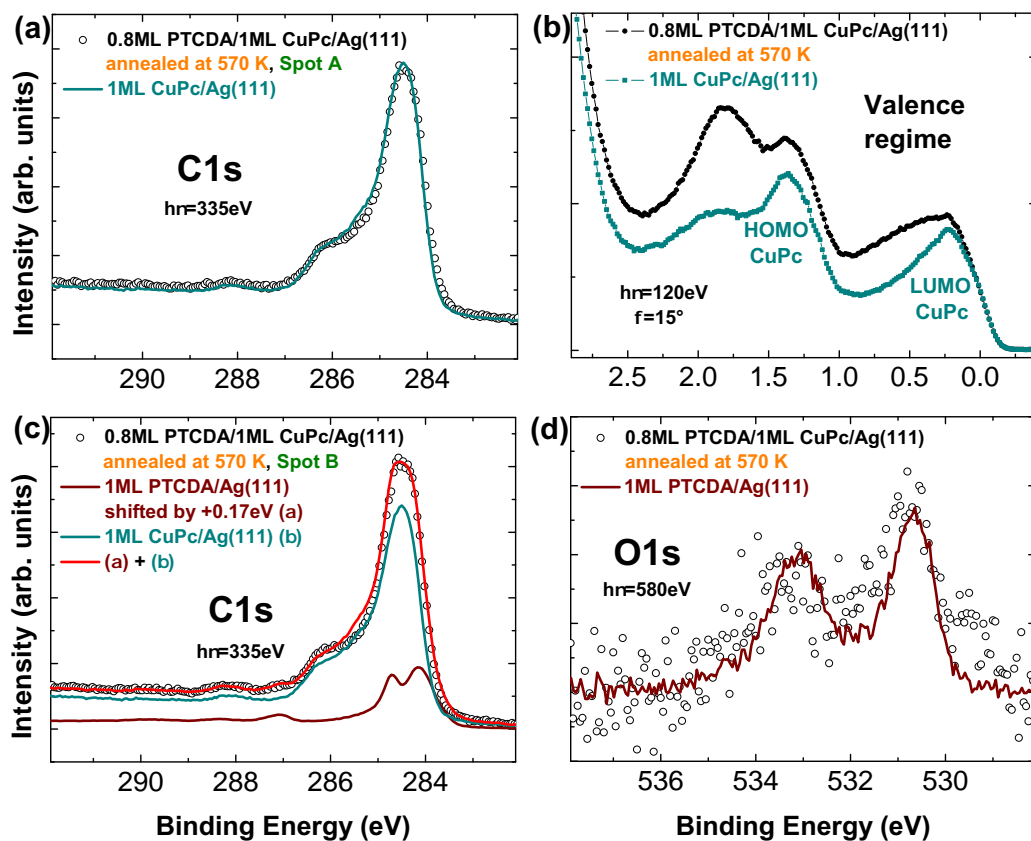 (a)
0.8ML PTCDA/1ML CuPc/Ag(111)
annealed at 570 K, Spot A
1ML CuPc/Ag(111)
C1s
hn=335eV
Intensity (arb. units)
290 288 286 284
(b)
0.8ML PTCDA/1ML CuPc/Ag(111)
annealed at 570 K
1ML CuPc/Ag(111)
Valence
regime
HOMO
CuPc
LUMO
CuPc
hn=120eV
f=15°
2.5 2.0 1.5 1.0 0.5 0.0
(c)
0.8ML PTCDA/1ML CuPc/Ag(111)
annealed at 570 K, Spot B
1ML PTCDA/Ag(111)
shifted by +0.17eV (a)
1ML CuPc/Ag(111) (b)
(a) + (b)
C1s
hn=335eV
Intensity (arb. units)
290 288 286 284
Binding Energy (eV)
(d)
0.8ML PTCDA/1ML CuPc/Ag(111)
annealed at 570 K
1ML PTCDA/Ag(111)
O1s
hn=580eV
536 534 532 530
Binding Energy (eV)